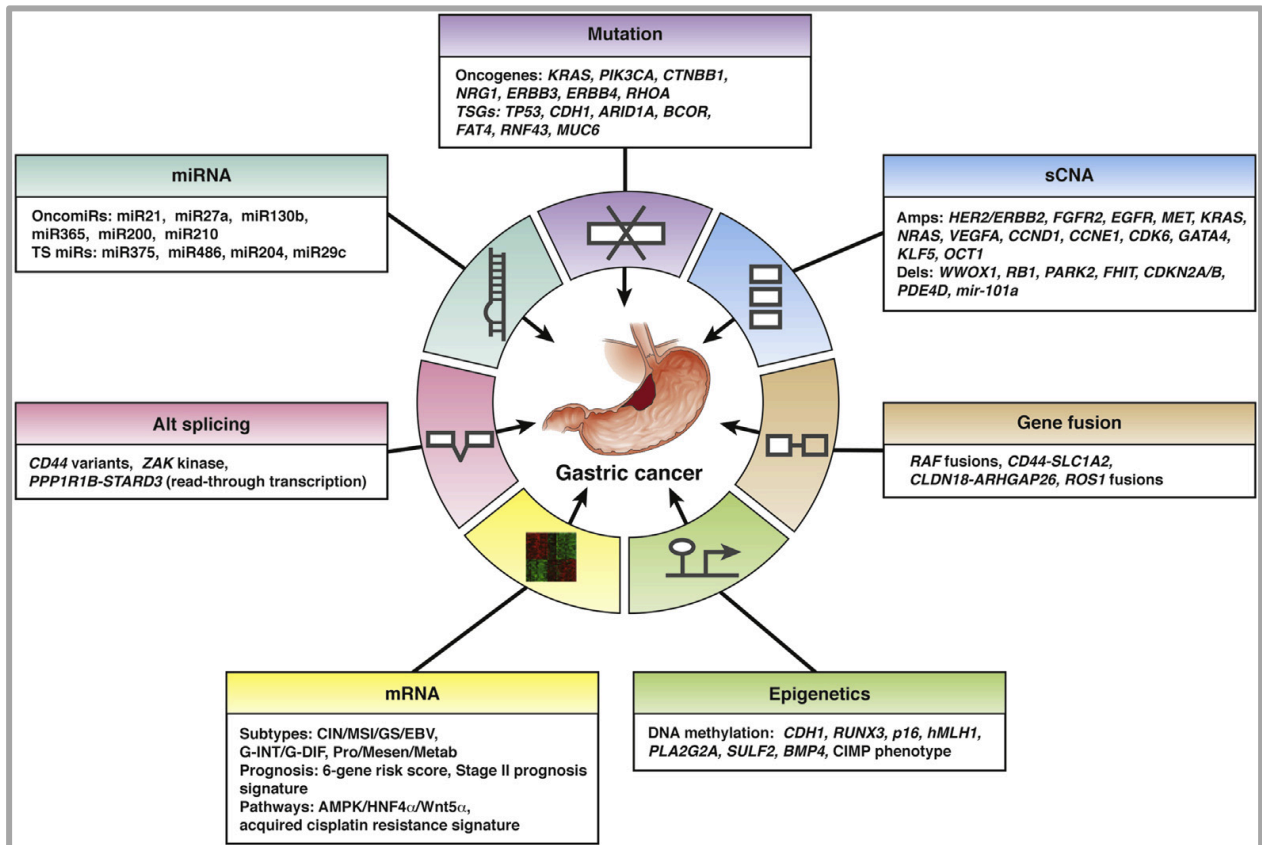 Mutation
Oncogenes: KRAS, PIK3CA, CTNBB1,
NRG1, ERBB3, ERBB4, RHOA
TSGs: TP53, CDH1, ARID1A, BCOR,
FAT4, RNF43, MUC6
miRNA
OncomiRs: miR21, miR27a, miR130b,
miR365, miR200, miR210
TS miRs: miR375, miR486, miR204, miR29c
sCNA
Amps: HER2/ERBB2, FGFR2, EGFR, MET, KRAS,
NRAS, VEGFA, CCND1, CCNE1, CDK6, GATA4,
KLF5, OCT1
Dels: WWOX1, RB1, PARK2, FHIT, CDKN2A/B,
PDE4D, mir-101a
Alt splicing
CD44 variants, ZAK kinase,
PPP1R1B-STARD3 (read-through transcription)
Gastric cancer
Gene fusion
RAF fusions, CD44-SLC1A2,
CLDN18-ARHGAP26, ROS1 fusions
mRNA
Subtypes: CIN/MSI/GS/EBV,
G-INT/G-DIF, Pro/Mesen/Metab
Prognosis: 6-gene risk score, Stage II prognosis
signature
Pathways: AMPK/HNF4α/Wnt5α,
acquired cisplatin resistance signature
Epigenetics
DNA methylation: CDH1, RUNX3, p16, hMLH1,
PLA2G2A, SULF2, BMP4, CIMP phenotype